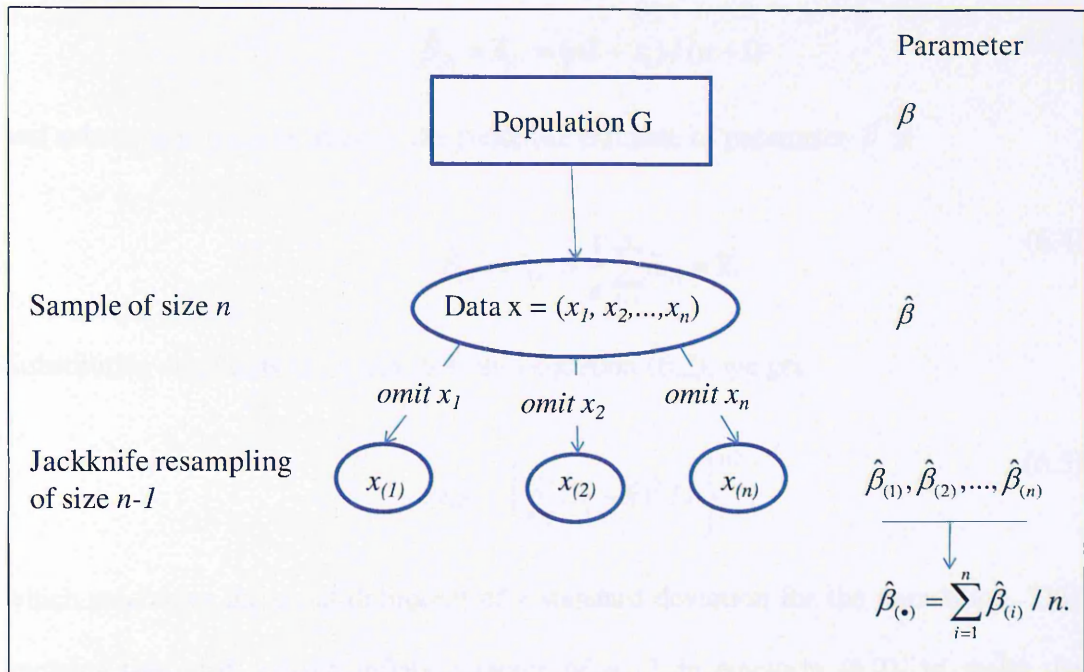 Parameter
Population G
β
Sample of size n
Data x = (x₁, x₂,...,xₙ)
β̂
omit x₁
omit x₂
omit xₙ
Jackknife resampling
of size n-1
x₍₁₎
x₍₂₎
x₍ₙ₎
β̂₍₁₎, β̂₍₂₎,..., β̂₍ₙ₎
β̂₍•₎ = ∑ⁿᵢ₌₁ β̂₍ᵢ₎ / n.